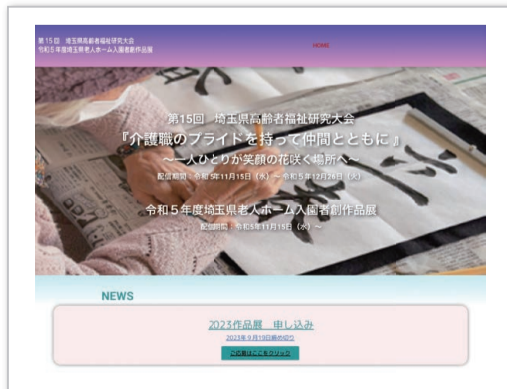 第15回 埼玉県高齢者福祉研究大会
令和5年度埼玉県老人ホーム入園者創作品展
HOME
第15回 埼玉県高齢者福祉研究大会
『介護職のプライドを持って仲間とともに』
～一人ひとりが笑顔の花咲く場所へ～
配信期間：令和5年11月15日（水）～令和5年12月26日（火）
令和５年度埼玉県老人ホーム入園者創作品展
配信期間：令和5年11月15日（水）～
NEWS
2023作品展 申し込み
2023年9月19日締め切り
ご応募はここをクリック